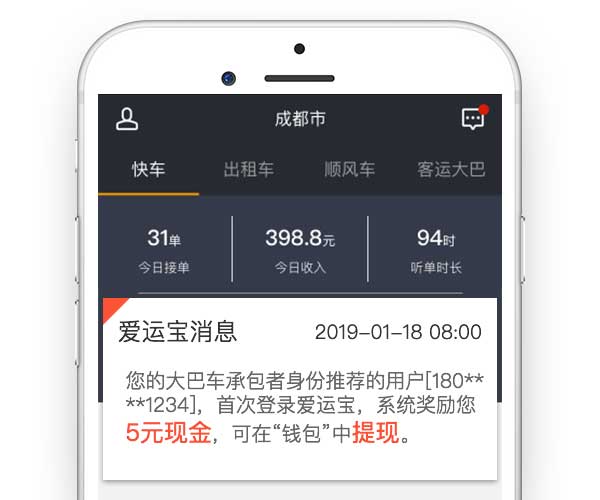 成都市
快车 出租车 顺风车 客运大巴
31单 398.8元 94时
今日接单 今日收入 听单时长
爱运宝消息 2019-01-18 08:00
您的大巴车承包者身份推荐的用户[180**
**1234]，首次登录爱运宝，系统奖励您
5元现金，可在“钱包”中提现。